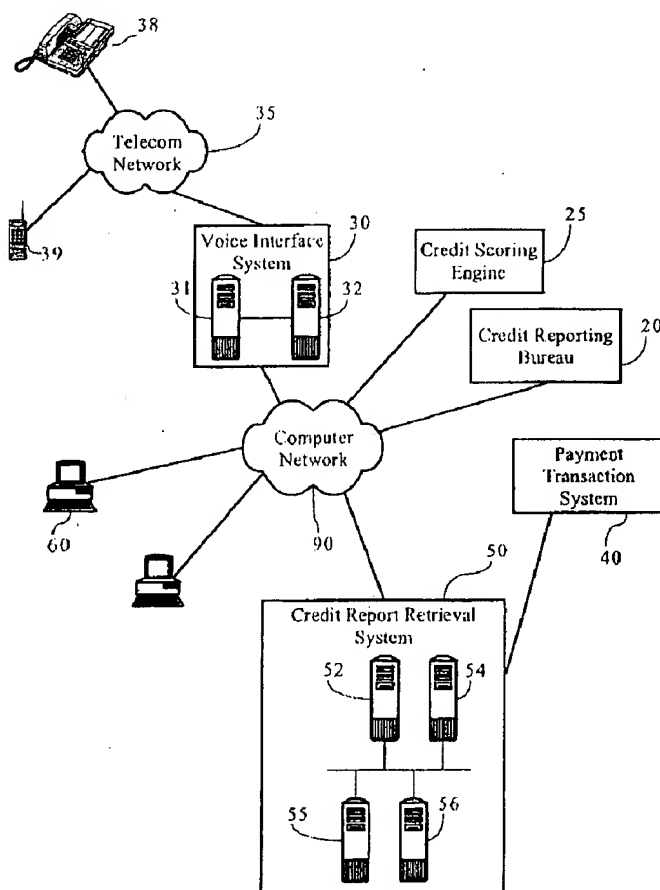 38
35
Telecom
Network
39
30
Voice Interface
System
31
32
25
Credit Scoring
Engine
20
Credit Reporting
Bureau
Computer
Network
60
90
Payment
Transaction
System
40
50
Credit Report Retrieval
System
52
54
55
56